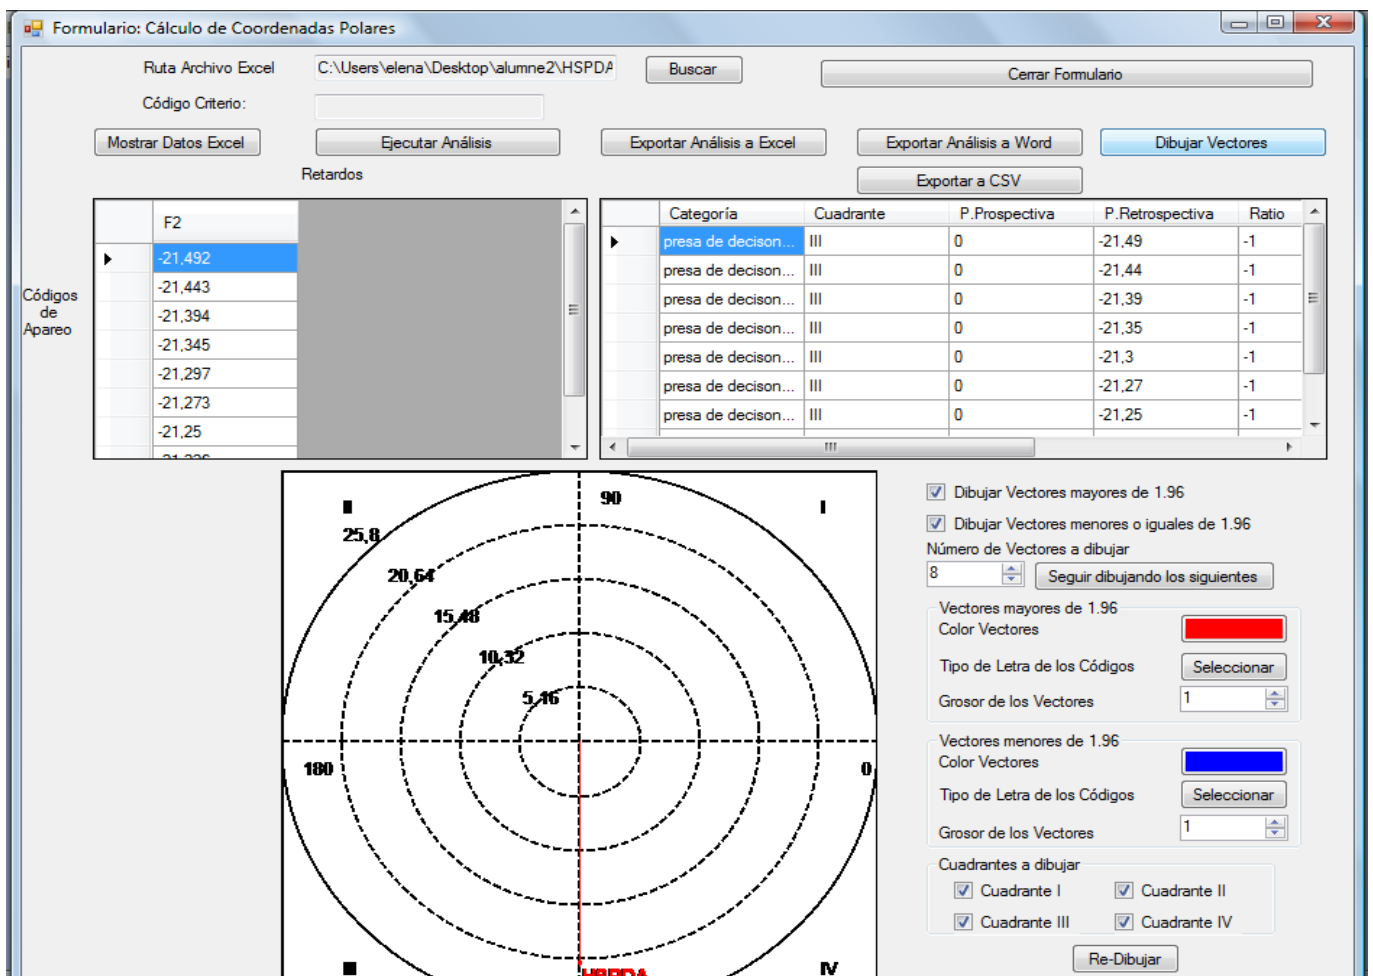 Formulario: Cálculo de Coordenadas Polares
Ruta Archivo Excel C:\Users\elena\Desktop\alumne2\HSPDA Buscar Cerrar Formulario
Código Criterio:
Mostrar Datos Excel Ejecutar Análisis Exportar Análisis a Excel Exportar Análisis a Word Dibujar Vectores
Retardos Exportar a CSV
Códigos de Apareo
F2
-21,492
-21,443
-21,394
-21,345
-21,297
-21,273
-21,25
Categoría Cuadrante P.Prospectiva P.Retrospectiva Ratio
presa de decison... III 0 -21,49 -1
presa de decison... III 0 -21,44 -1
presa de decison... III 0 -21,39 -1
presa de decison... III 0 -21,35 -1
presa de decison... III 0 -21,3 -1
presa de decison... III 0 -21,27 -1
presa de decison... III 0 -21,25 -1
II 90 I
25,8
20,64
15,48
10,32
5,16
180 0
III HSPDA IV
Dibujar Vectores mayores de 1.96
Dibujar Vectores menores o iguales de 1.96
Número de Vectores a dibujar
8 Seguir dibujando los siguientes
Vectores mayores de 1.96
Color Vectores
Tipo de Letra de los Códigos Seleccionar
Grosor de los Vectores 1
Vectores menores de 1.96
Color Vectores
Tipo de Letra de los Códigos Seleccionar
Grosor de los Vectores 1
Cuadrantes a dibujar
Cuadrante I Cuadrante II
Cuadrante III Cuadrante IV
Re-Dibujar